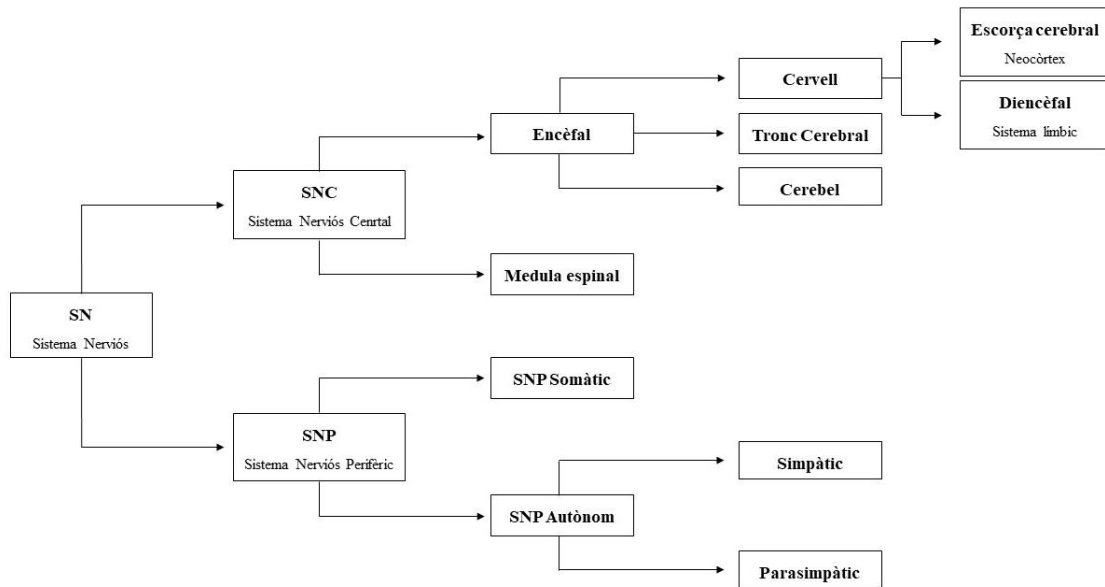 Escorça cerebral
Neocòrtex
Cervell
Diencèfal
Sistema límbic
Encèfal
Tronc Cerebral
SNC
Sistema Nerviós Cenrtal
Cerebel
Medula espinal
SN
Sistema Nerviós
SNP Somàtic
SNP
Sistema Nerviós Perifèric
Simpàtic
SNP Autònom
Parasimpàtic